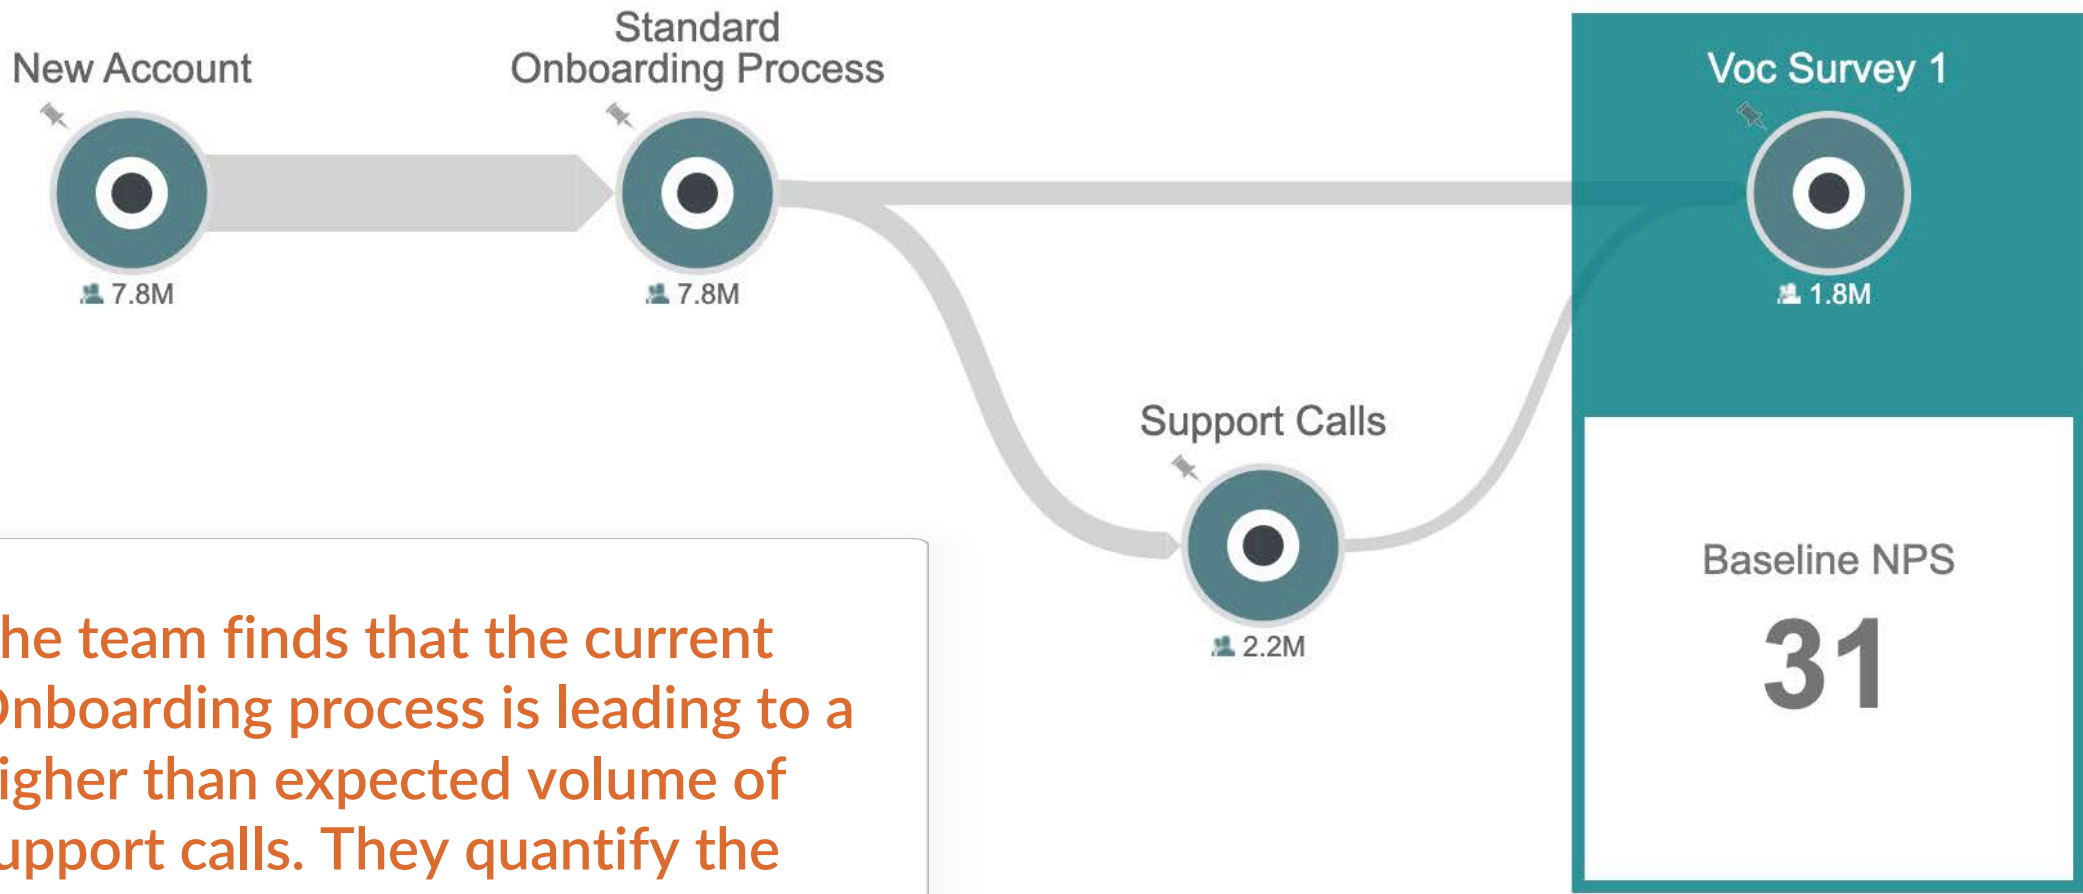 New Account
Standard
Onboarding Process
Voc Survey 1
7.8M
7.8M
1.8M
Support Calls
2.2M
Baseline NPS
31
he team finds that the current
Onboarding process is leading to a
igher than expected volume of
upport calls. They quantify the